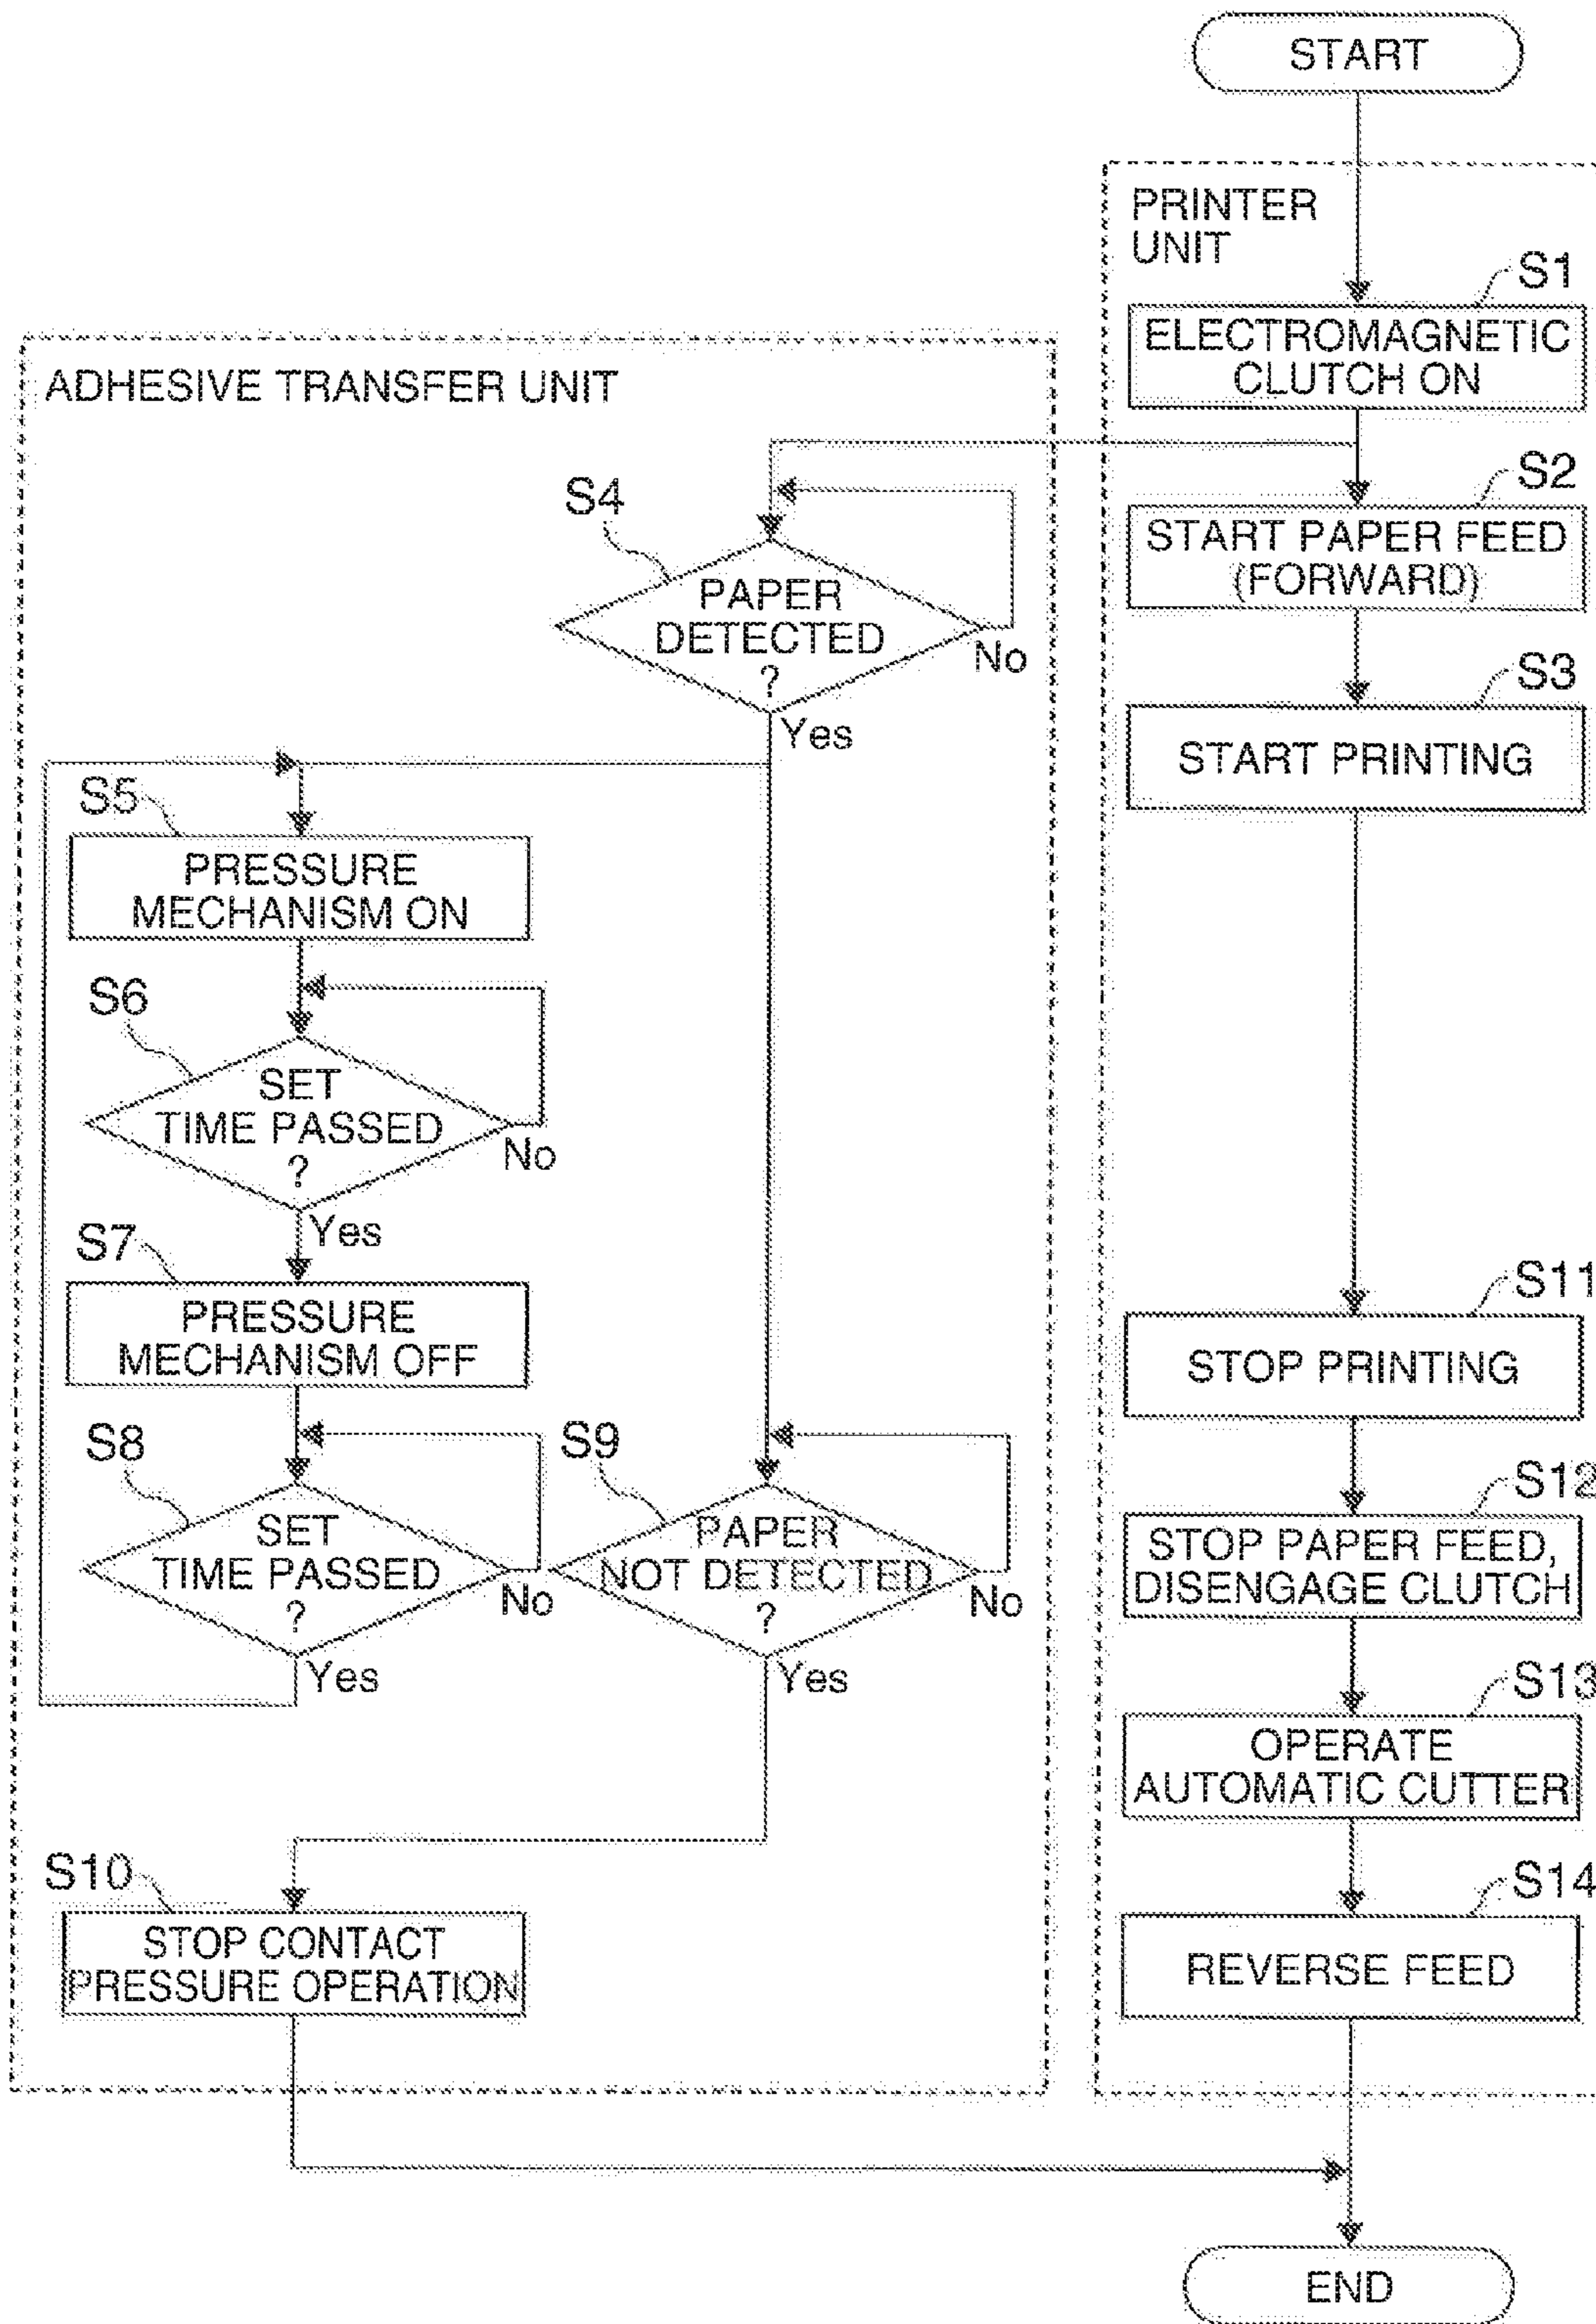 START
PRINTER
UNIT
S1
ELECTROMAGNETIC
CLUTCH ON
ADHESIVE TRANSFER UNIT
S2
START PAPER FEED
(FORWARD)
S4
PAPER
DETECTED
?
No
Yes
S3
START PRINTING
S5
PRESSURE
MECHANISM ON
S6
SET
TIME PASSED
?
No
Yes
S7
PRESSURE
MECHANISM OFF
S8
SET
TIME PASSED
?
No
Yes
S9
PAPER
NOT DETECTED
?
No
Yes
S10
STOP CONTACT
PRESSURE OPERATION
S11
STOP PRINTING
S12
STOP PAPER FEED,
DISENGAGE CLUTCH
S13
OPERATE
AUTOMATIC CUTTER
S14
REVERSE FEED
END